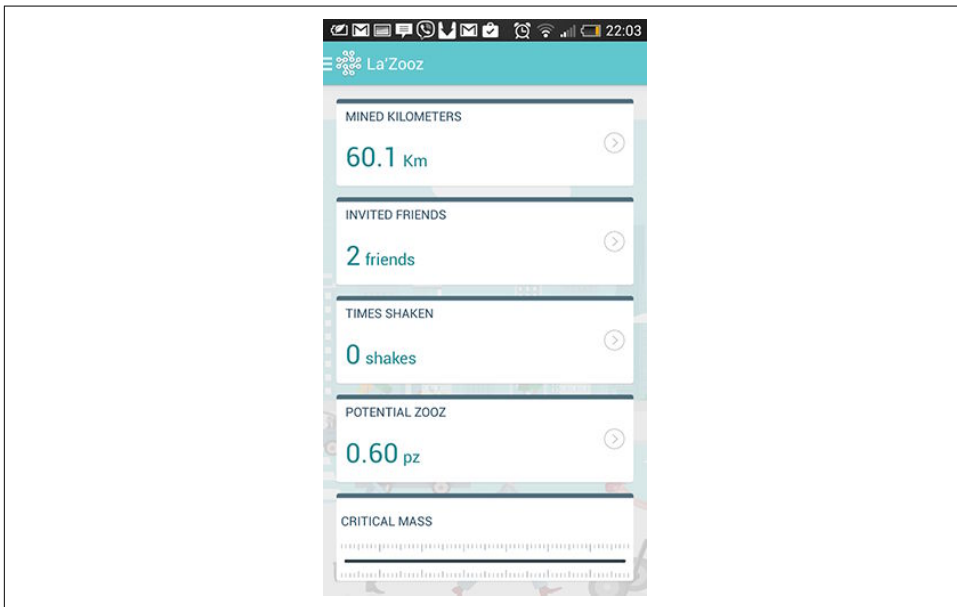 22:03
La'Zooz
MINED KILOMETERS
60.1 Km
INVITED FRIENDS
2 friends
TIMES SHAKEN
0 shakes
POTENTIAL ZOOZ
0.60 pz
CRITICAL MASS